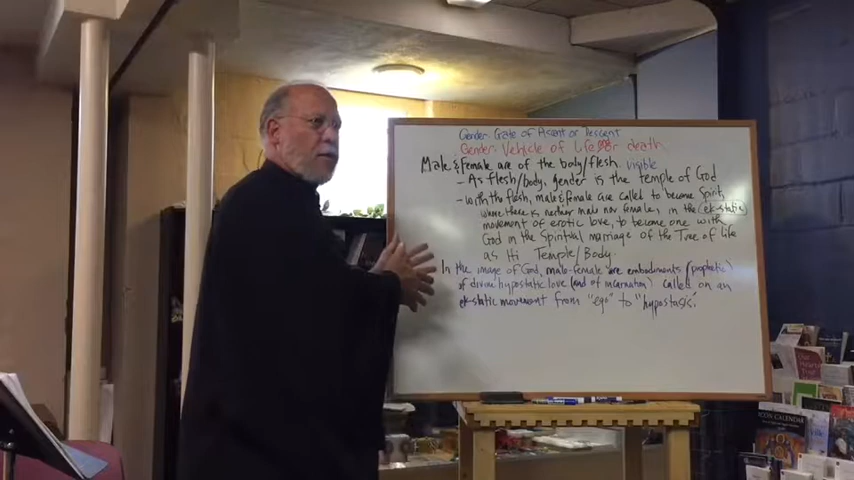 Gender: Gate of Ascent or Descent
Gender: Vehicle of Life or death
Male & Female are of the Body/flesh. visible
- As flesh/body, gender is the temple of God
- within the flesh, male & female are called to become spirit,
where there is neither male nor female, in the (ek-static)
movement of erotic love, to become one with
God in the Spiritual marriage of the Tree of Life
as His Temple/Body.
In the image of God, male-female are embodiments (prophetic)
of divine hypostatic love (and of incarnation) called on an
ek-static movement from "ego" to "hypostasis".
CALENDAR
ICON CALENDAR